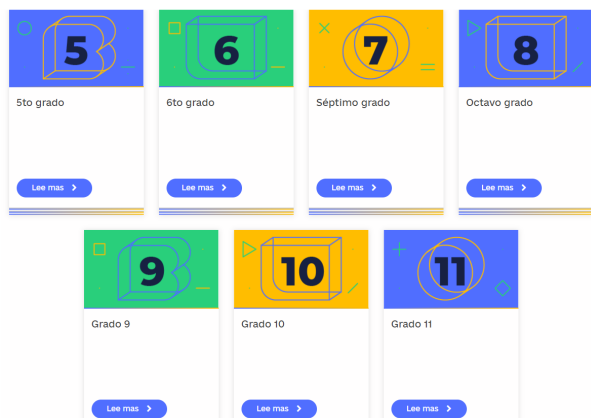 5
6
7
8
5to grado
6to grado
Séptimo grado
Octavo grado
Lee mas
Lee mas
Lee mas
Lee mas
9
10
11
Grado 9
Grado 10
Grado 11
Lee mas
Lee mas
Lee mas